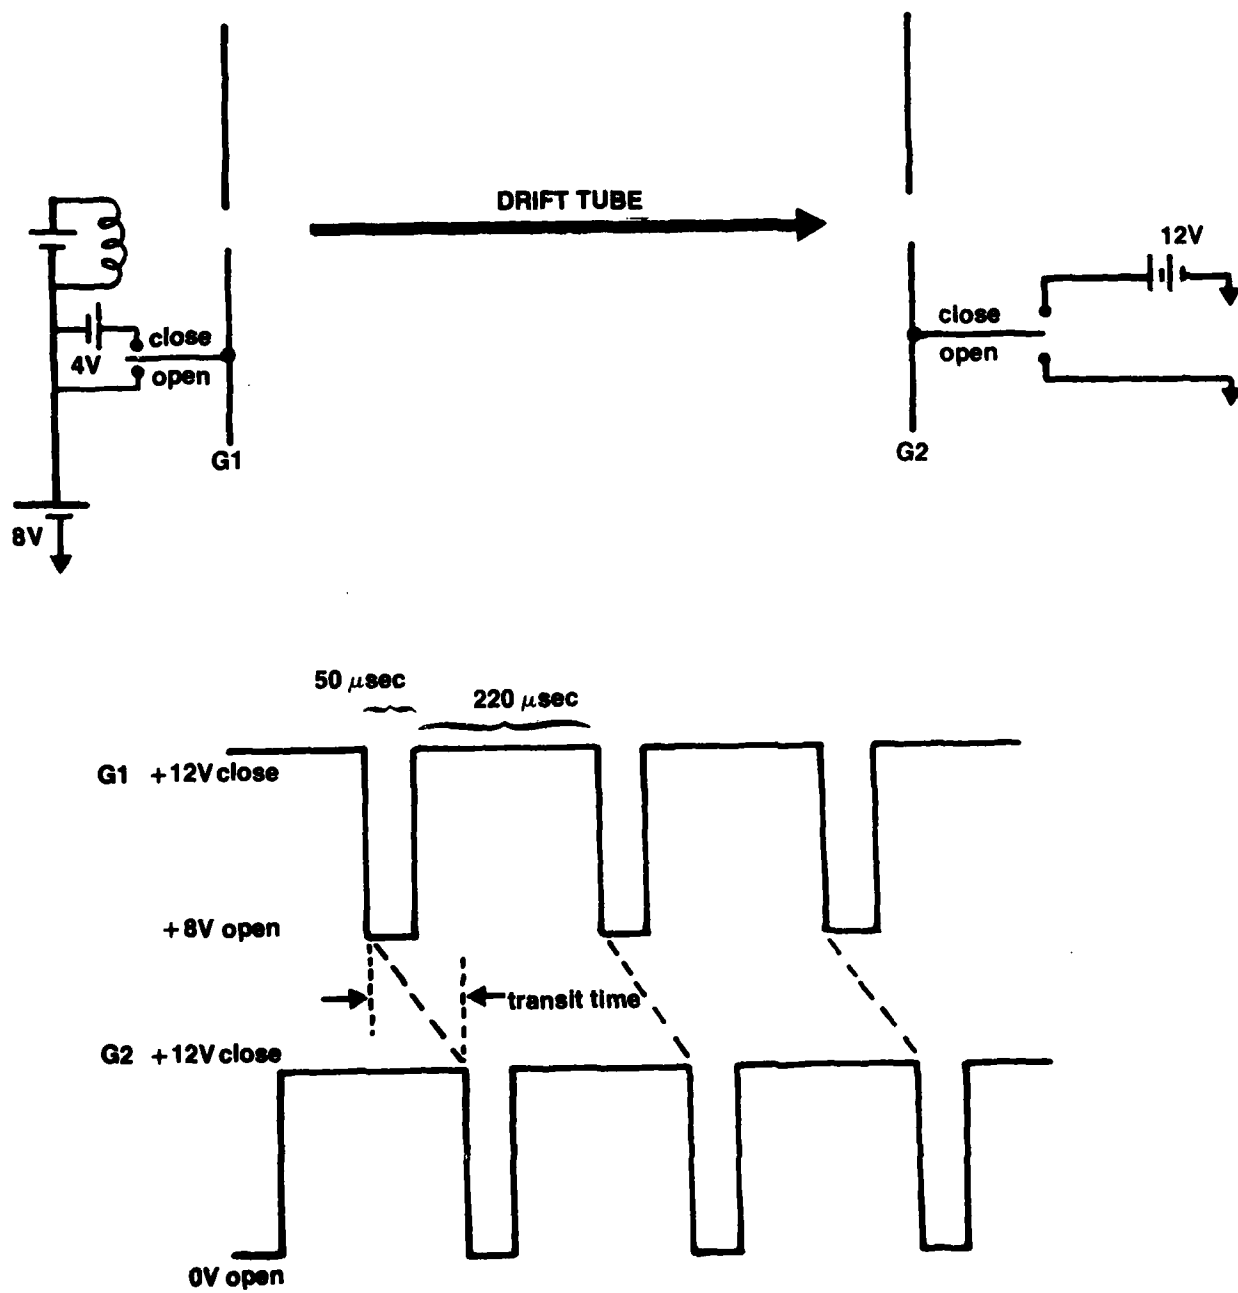 DRIFT TUBE
12V
close
open
4V
close
open
G1
G2
8V
50 μsec
220 μsec
G1 +12V close
+8V open
transit time
G2 +12V close
0V open